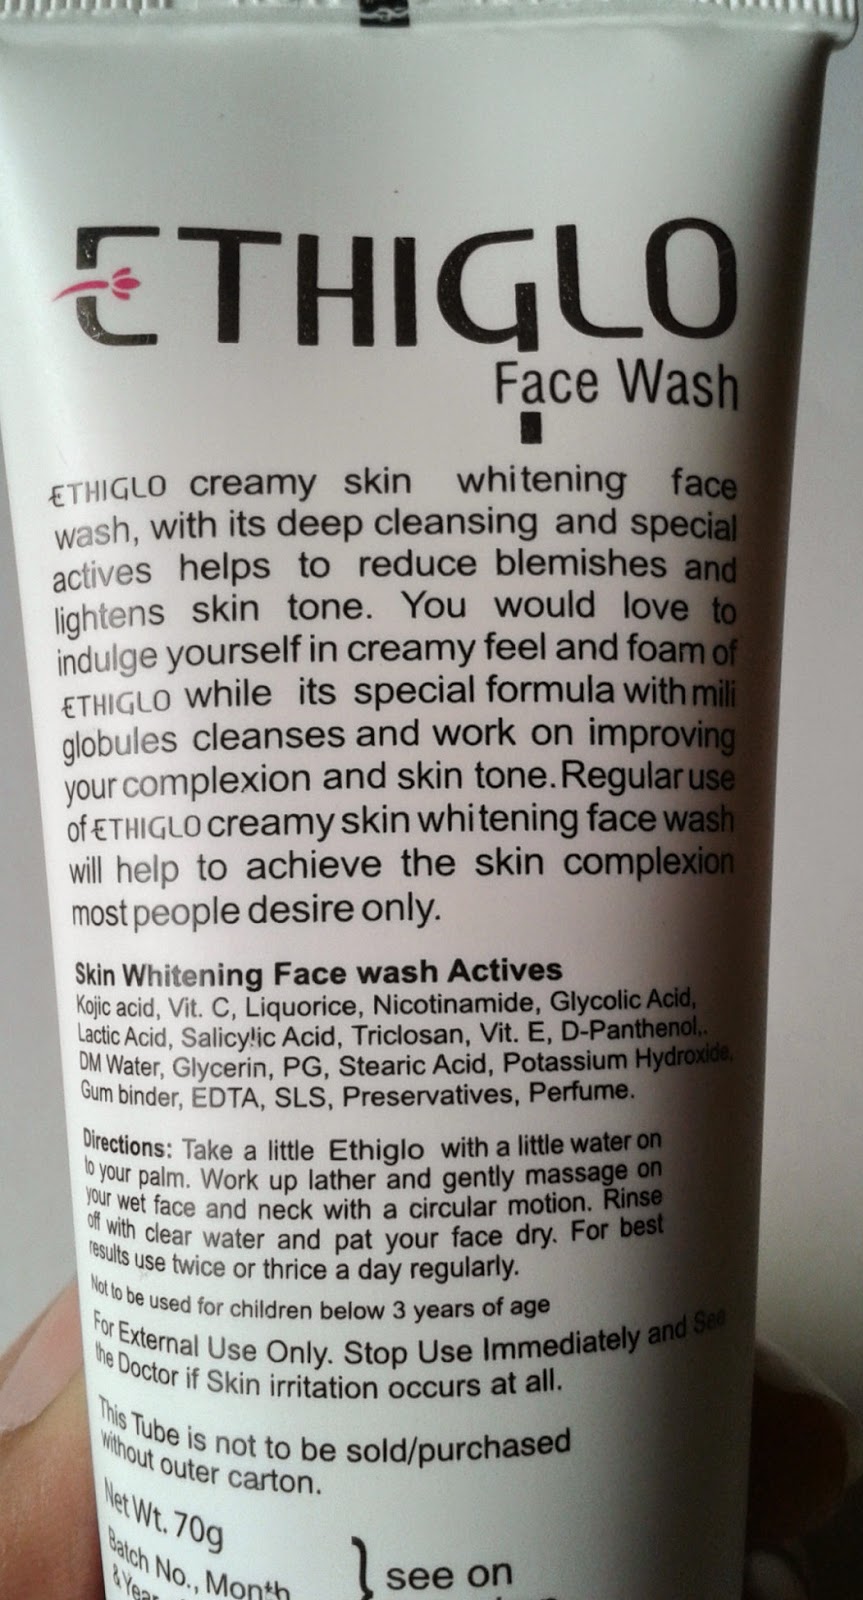 ETHIGLO
Face Wash
ETHIGLO creamy skin whitening face
wash, with its deep cleansing and special
actives helps to reduce blemishes and
lightens skin tone. You would love to
indulge yourself in creamy feel and foam of
ETHIGLO while its special formula with mili
globules cleanses and work on improving
your complexion and skin tone. Regular use
of ETHIGLO creamy skin whitening face wash
will help to achieve the skin complexion
most people desire only.
Skin Whitening Face wash Actives
Kojic acid, Vit. C, Liquorice, Nicotinamide, Glycolic Acid,
Lactic Acid, Salicylic Acid, Triclosan, Vit. E, D-Panthenol,.
DM Water, Glycerin, PG, Stearic Acid, Potassium Hydroxide,
Gum binder, EDTA, SLS, Preservatives, Perfume.
Directions: Take a little Ethiglo with a little water on
to your palm. Work up lather and gently massage on
your wet face and neck with a circular motion. Rinse
off with clear water and pat your face dry. For best
results use twice or thrice a day regularly.
Not to be used for children below 3 years of age
For External Use Only. Stop Use Immediately and See
the Doctor if Skin irritation occurs at all.
This Tube is not to be sold/purchased
without outer carton.
Net Wt. 70g
Batch No., Month } see on
& Year